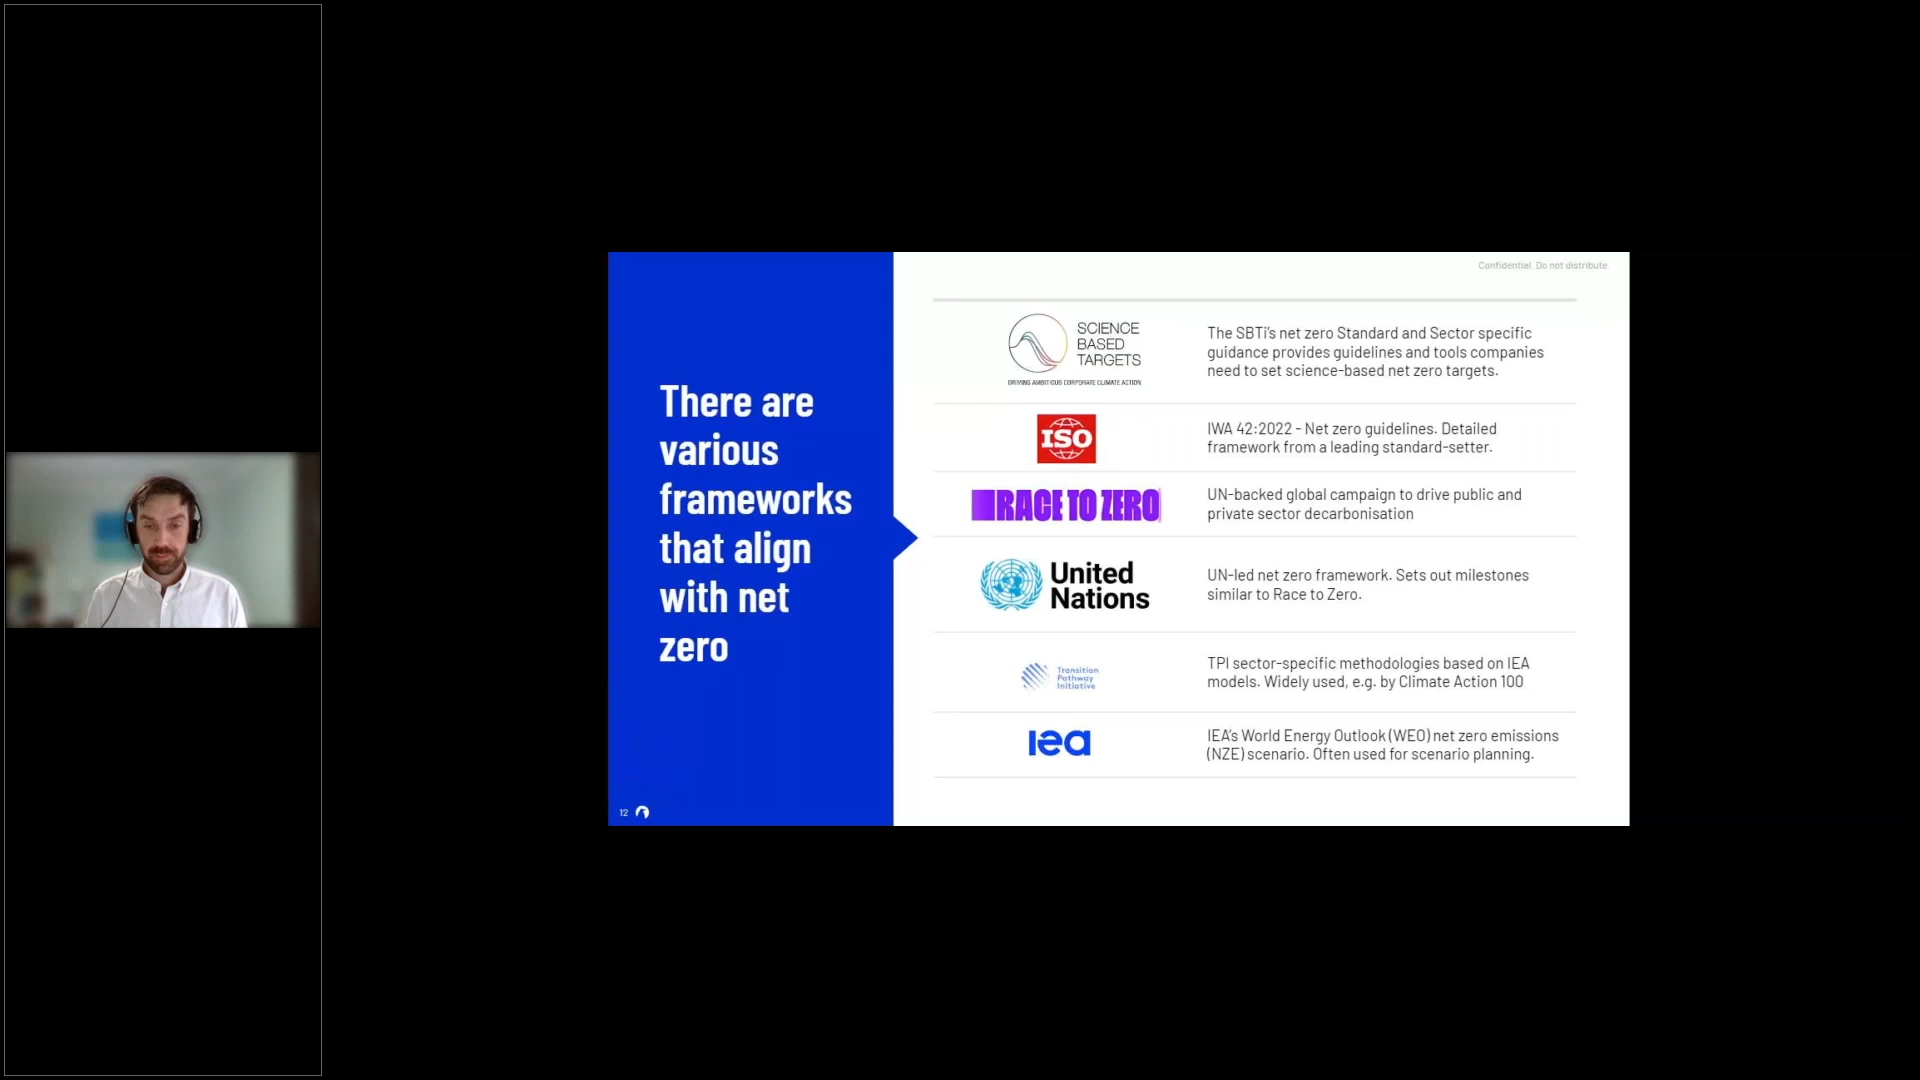 Confidential. Do not distribute.
There are
various
frameworks
that align
with net
zero
SCIENCE
BASED
TARGETS
DRIVING AMBITIOUS CORPORATE CLIMATE ACTION
The SBTi’s net zero Standard and Sector specific
guidance provides guidelines and tools companies
need to set science-based net zero targets.
ISO
IWA 42:2022 - Net zero guidelines. Detailed
framework from a leading standard-setter.
RACE TO ZERO
UN-backed global campaign to drive public and
private sector decarbonisation
United
Nations
UN-led net zero framework. Sets out milestones
similar to Race to Zero.
Transition
Pathway
Initiative
TPI sector-specific methodologies based on IEA
models. Widely used, e.g. by Climate Action 100
iea
IEA’s World Energy Outlook (WEO) net zero emissions
(NZE) scenario. Often used for scenario planning.
12